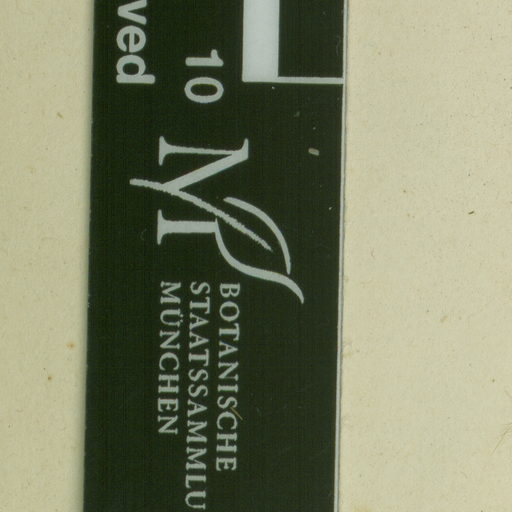 ved
10
BOTANISCHE
STAATSSAMMLU
MÜNCHEN